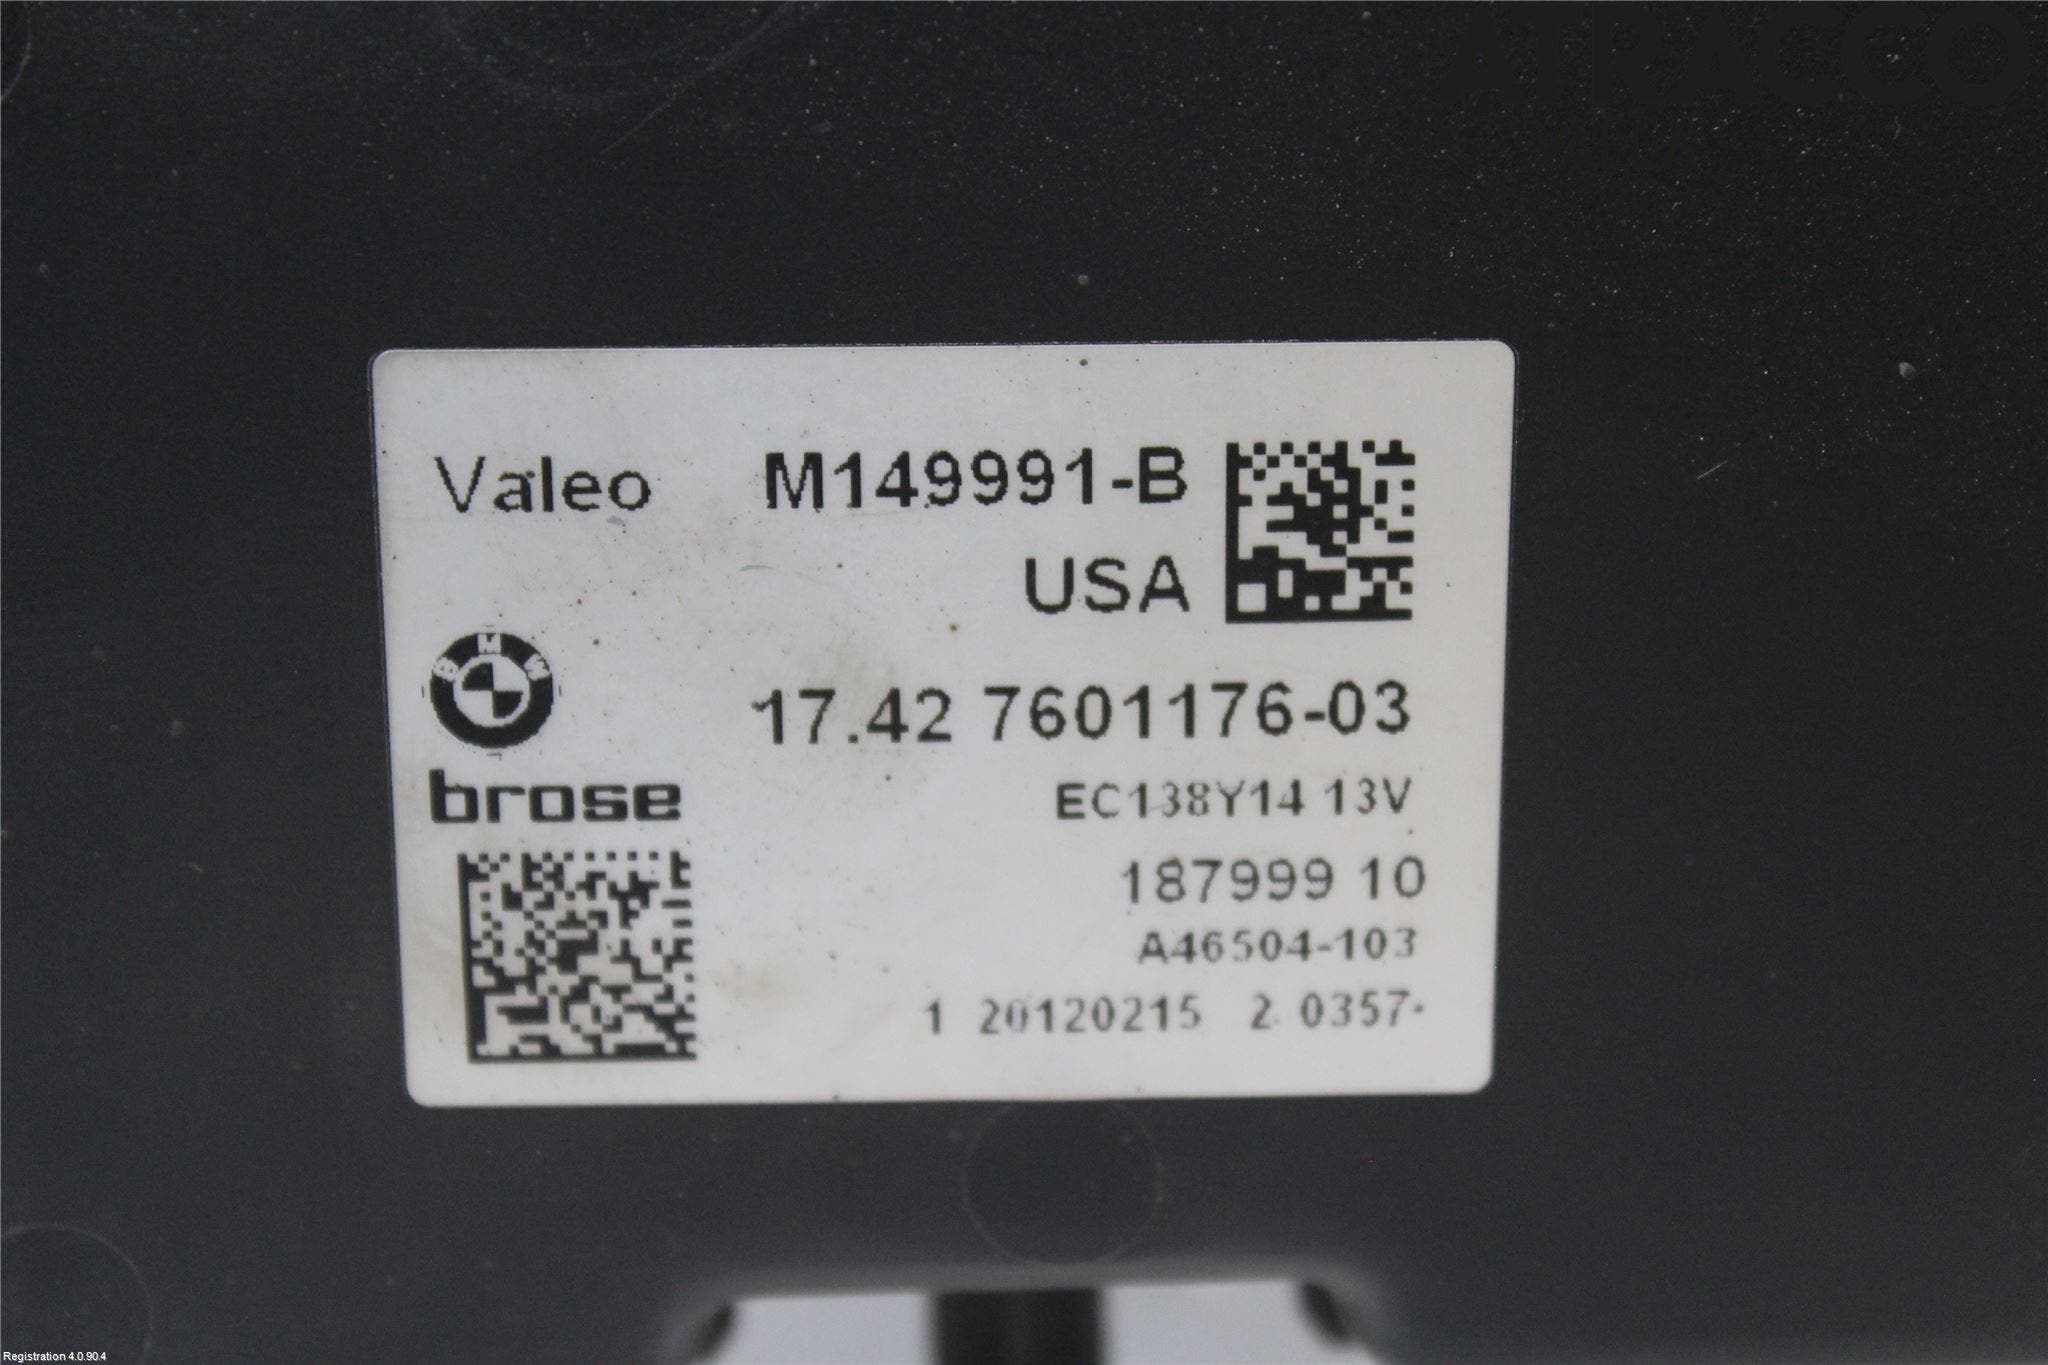 Valeo M149991-B
USA
BMW
17.42 7601176-03
brose
EC138Y14 13V
187999 10
A46504-103
1 20120215 2 0357
Registration 4.0.90.4